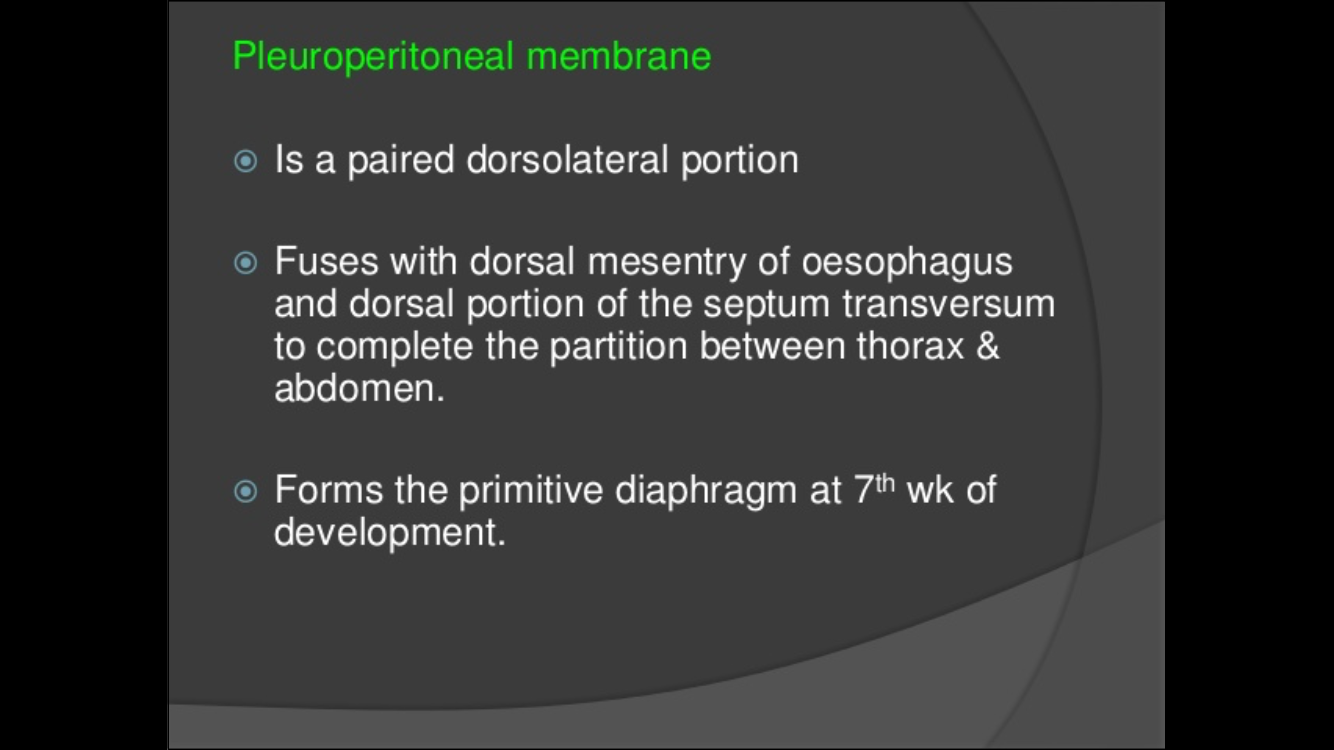 Pleuroperitoneal membrane
Is a paired dorsolateral portion
Fuses with dorsal mesentry of oesophagus
and dorsal portion of the septum transversum
to complete the partition between thorax &
abdomen.
Forms the primitive diaphragm at 7th wk of
development.